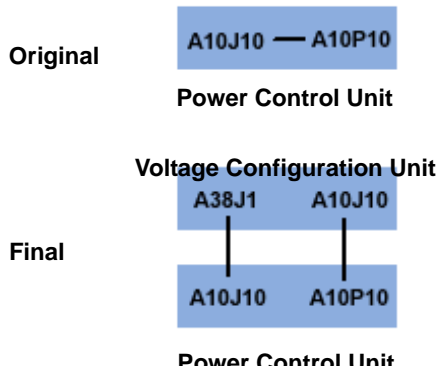 Original
A10J10 — A10P10
Power Control Unit
Voltage Configuration Unit
A38J1 A10J10
Final
A10J10 A10P10
Power Control Unit